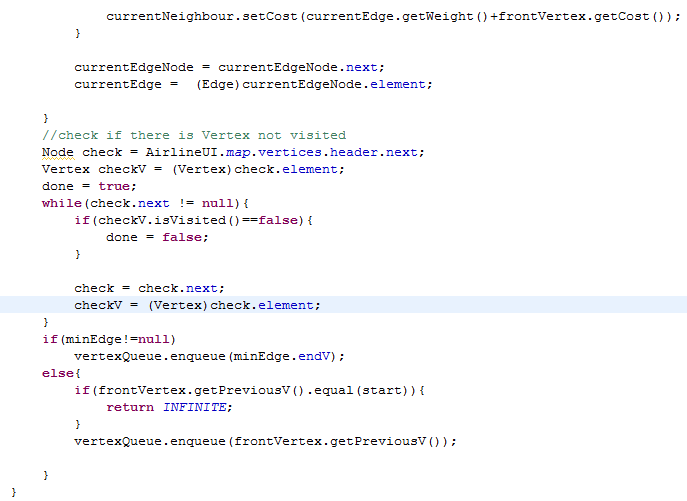 currentNeighbour.setCost(currentEdge.getWeight()+frontVertex.getCost());
}
currentEdgeNode = currentEdgeNode.next;
currentEdge =  (Edge)currentEdgeNode.element;
}
//check if there is Vertex not visited
Node check = AirlineUI.map.vertices.header.next;
Vertex checkV = (Vertex)check.element;
done = true;
while(check.next != null){
if(checkV.isVisited()==false){
done = false;
}
check = check.next;
checkV = (Vertex)check.element;
}
if(minEdge!=null)
vertexQueue.enqueue(minEdge.endV);
else{
if(frontVertex.getPreviousV().equal(start)){
return INFINITE;
}
vertexQueue.enqueue(frontVertex.getPreviousV());
}
}